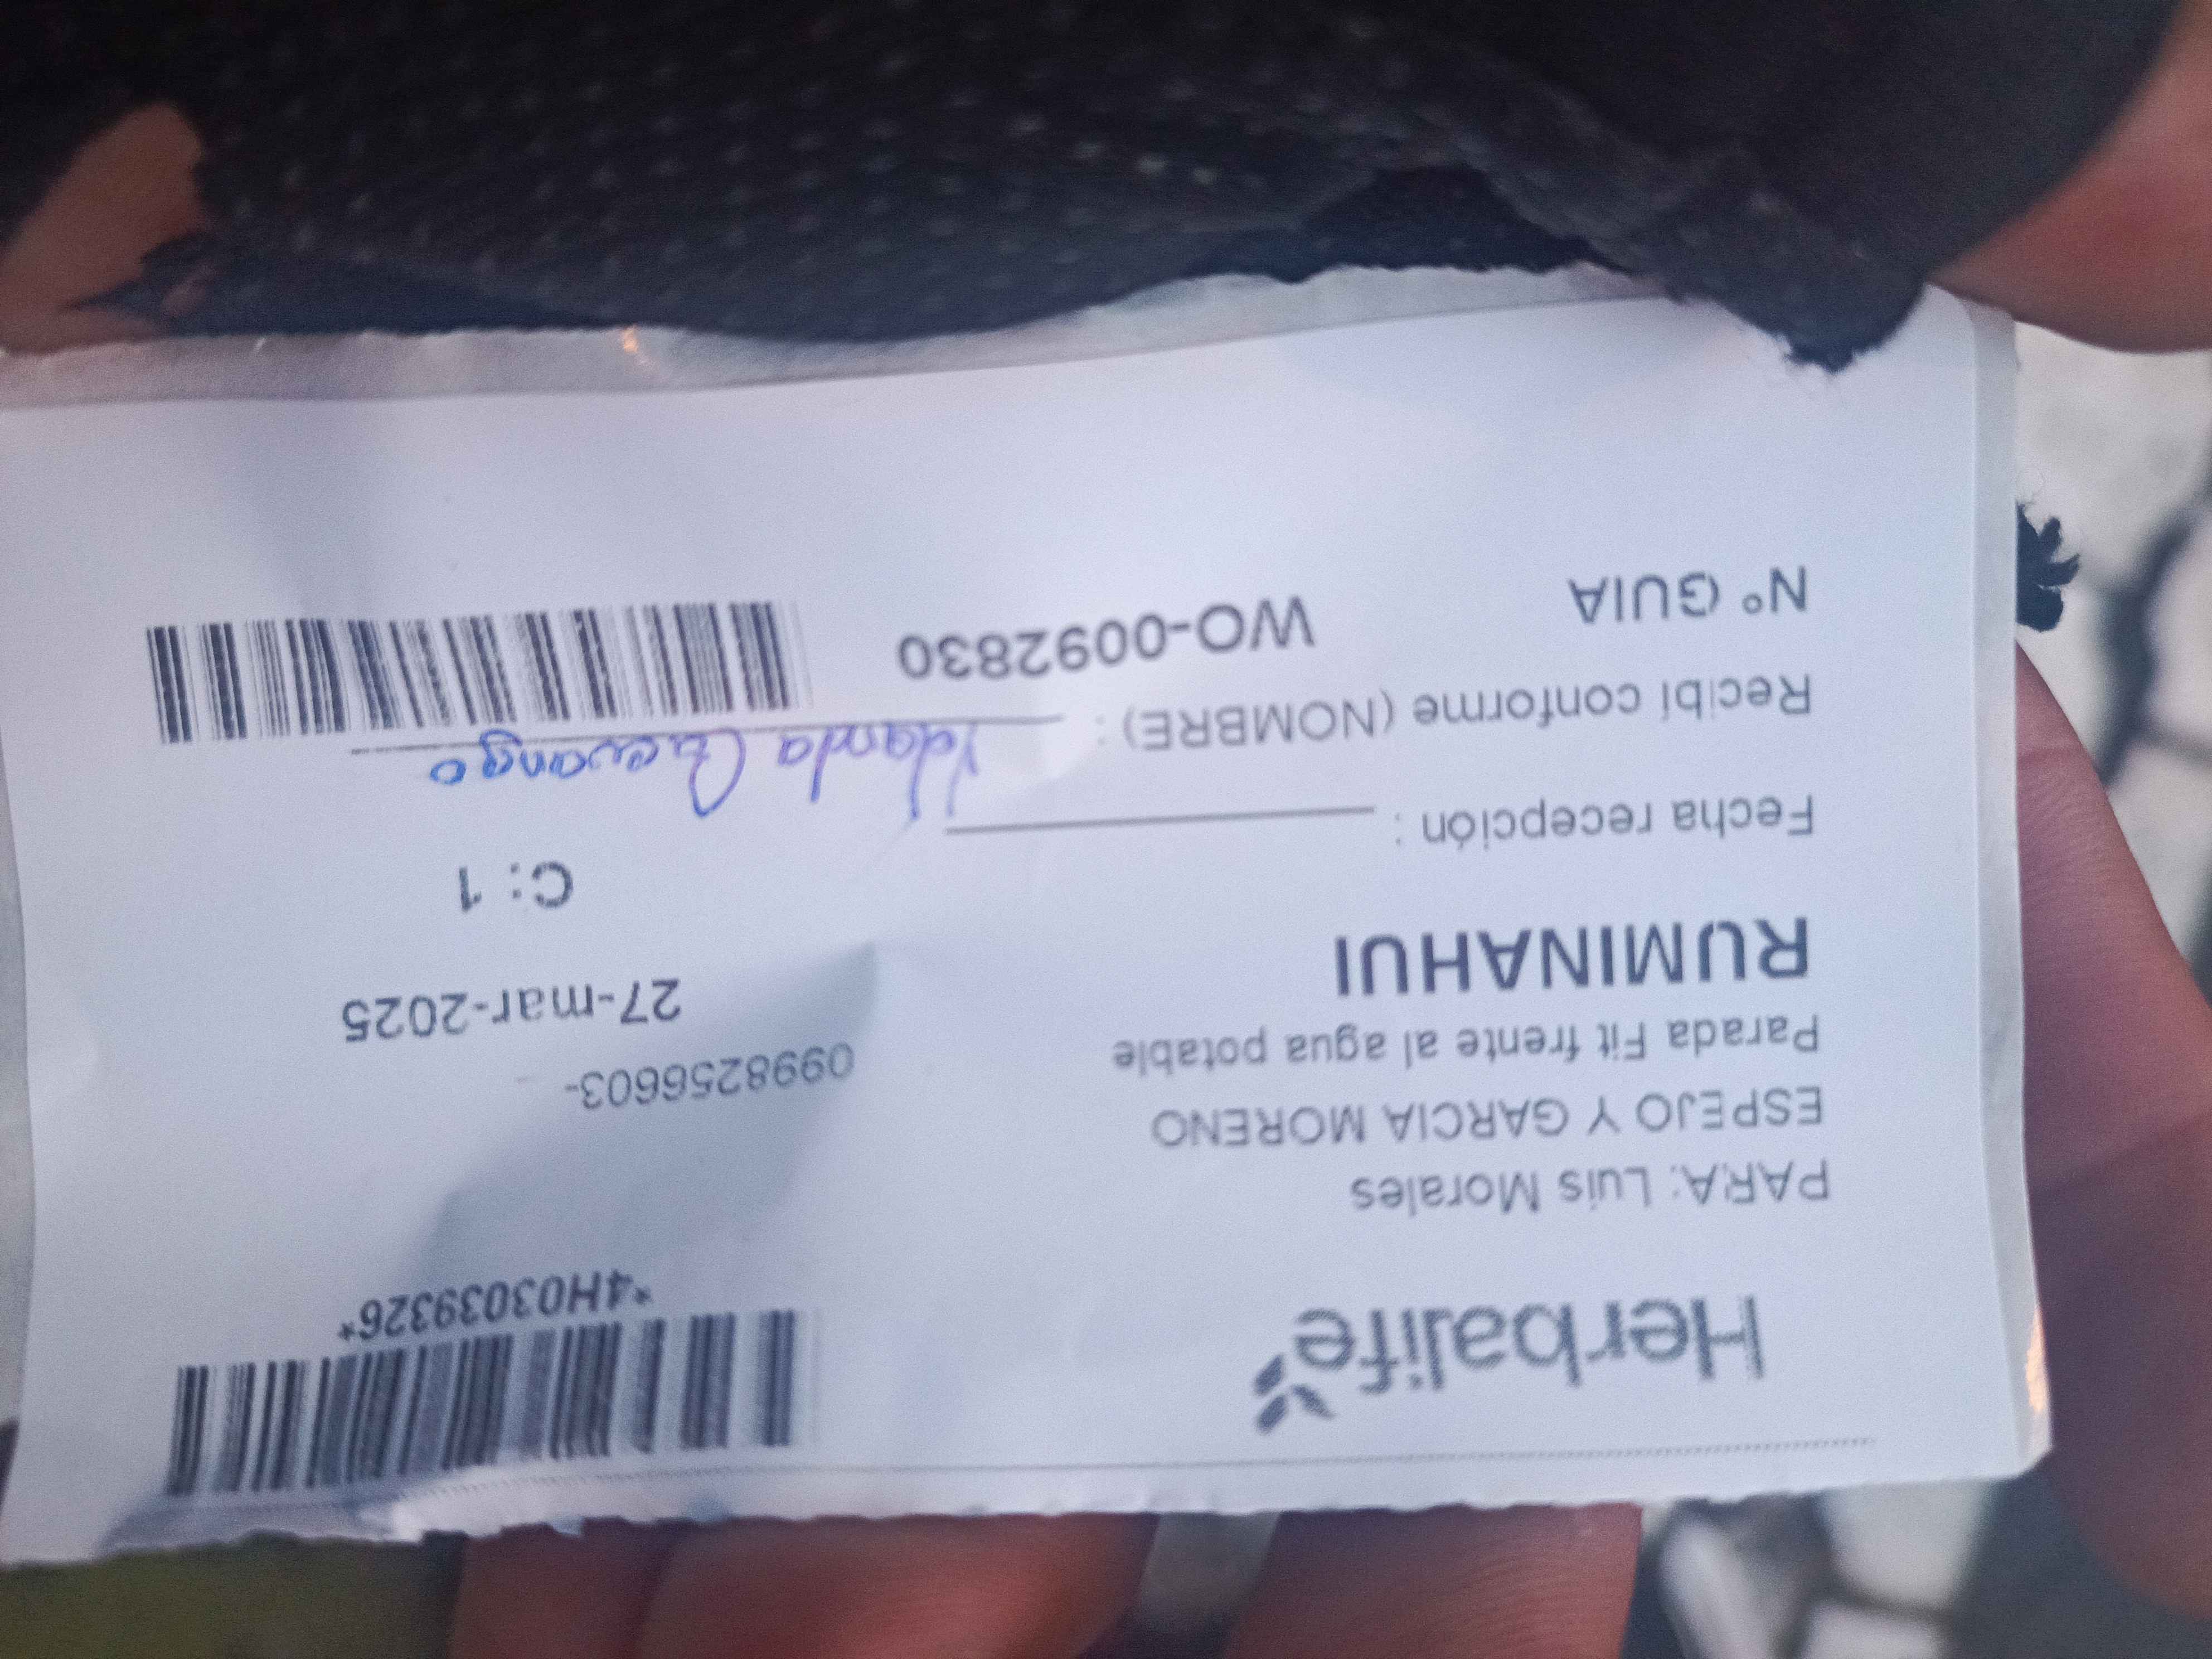 Herbalife
*4H03039326*
PARA: Luis Morales
ESPEJO Y GARCIA MORENO
0998256603-
Parada Fit frente al agua potable
27-mar-2025
RUMINAHUI
C: 1
Fecha recepción :
Recibí conforme (NOMBRE) : Yolanda
Nº GUIA
WO-0092830